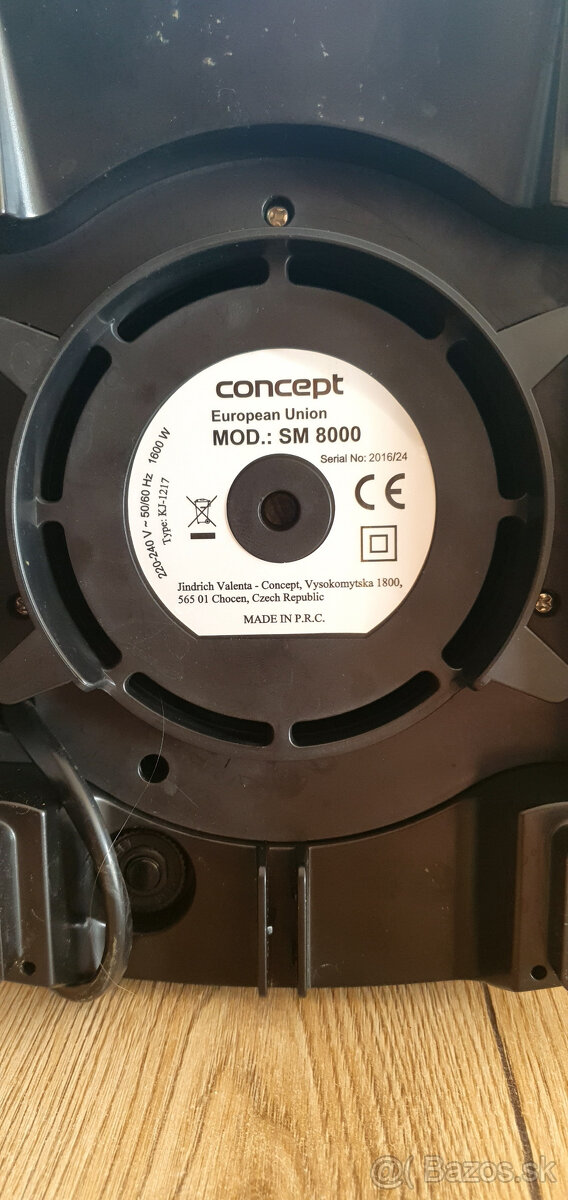 concept
European Union
MOD.: SM 8000
Serial No: 2016/24
220-240 V ~ 50/60 Hz 1600 W
Type: KJ-1217
CE
Jindrich Valenta - Concept, Vysokomytska 1800,
565 01 Chocen, Czech Republic
MADE IN P.R.C.
Bazos.sk